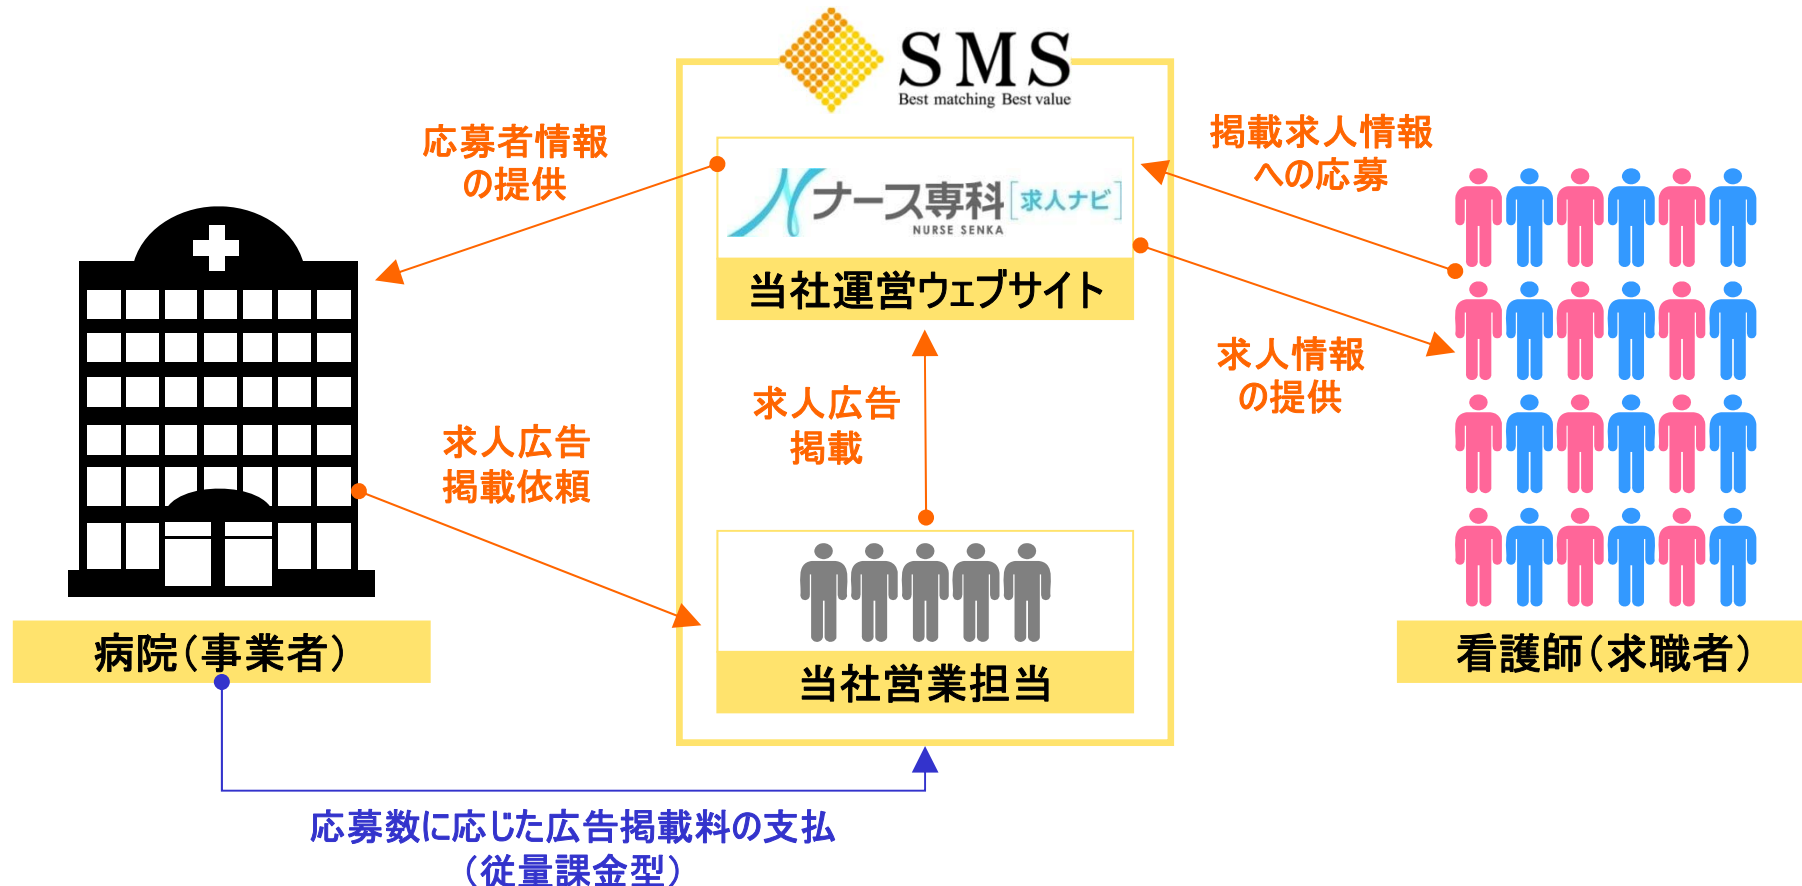 SMS
Best matching Best value
応募者情報
の提供
掲載求人情報
への応募
ナース専科[求人ナビ]
NURSE SENKA
当社運営ウェブサイト
求人情報
の提供
求人広告
掲載
求人広告
掲載依頼
病院(事業者)
当社営業担当
看護師(求職者)
応募数に応じた広告掲載料の支払
(従量課金型)